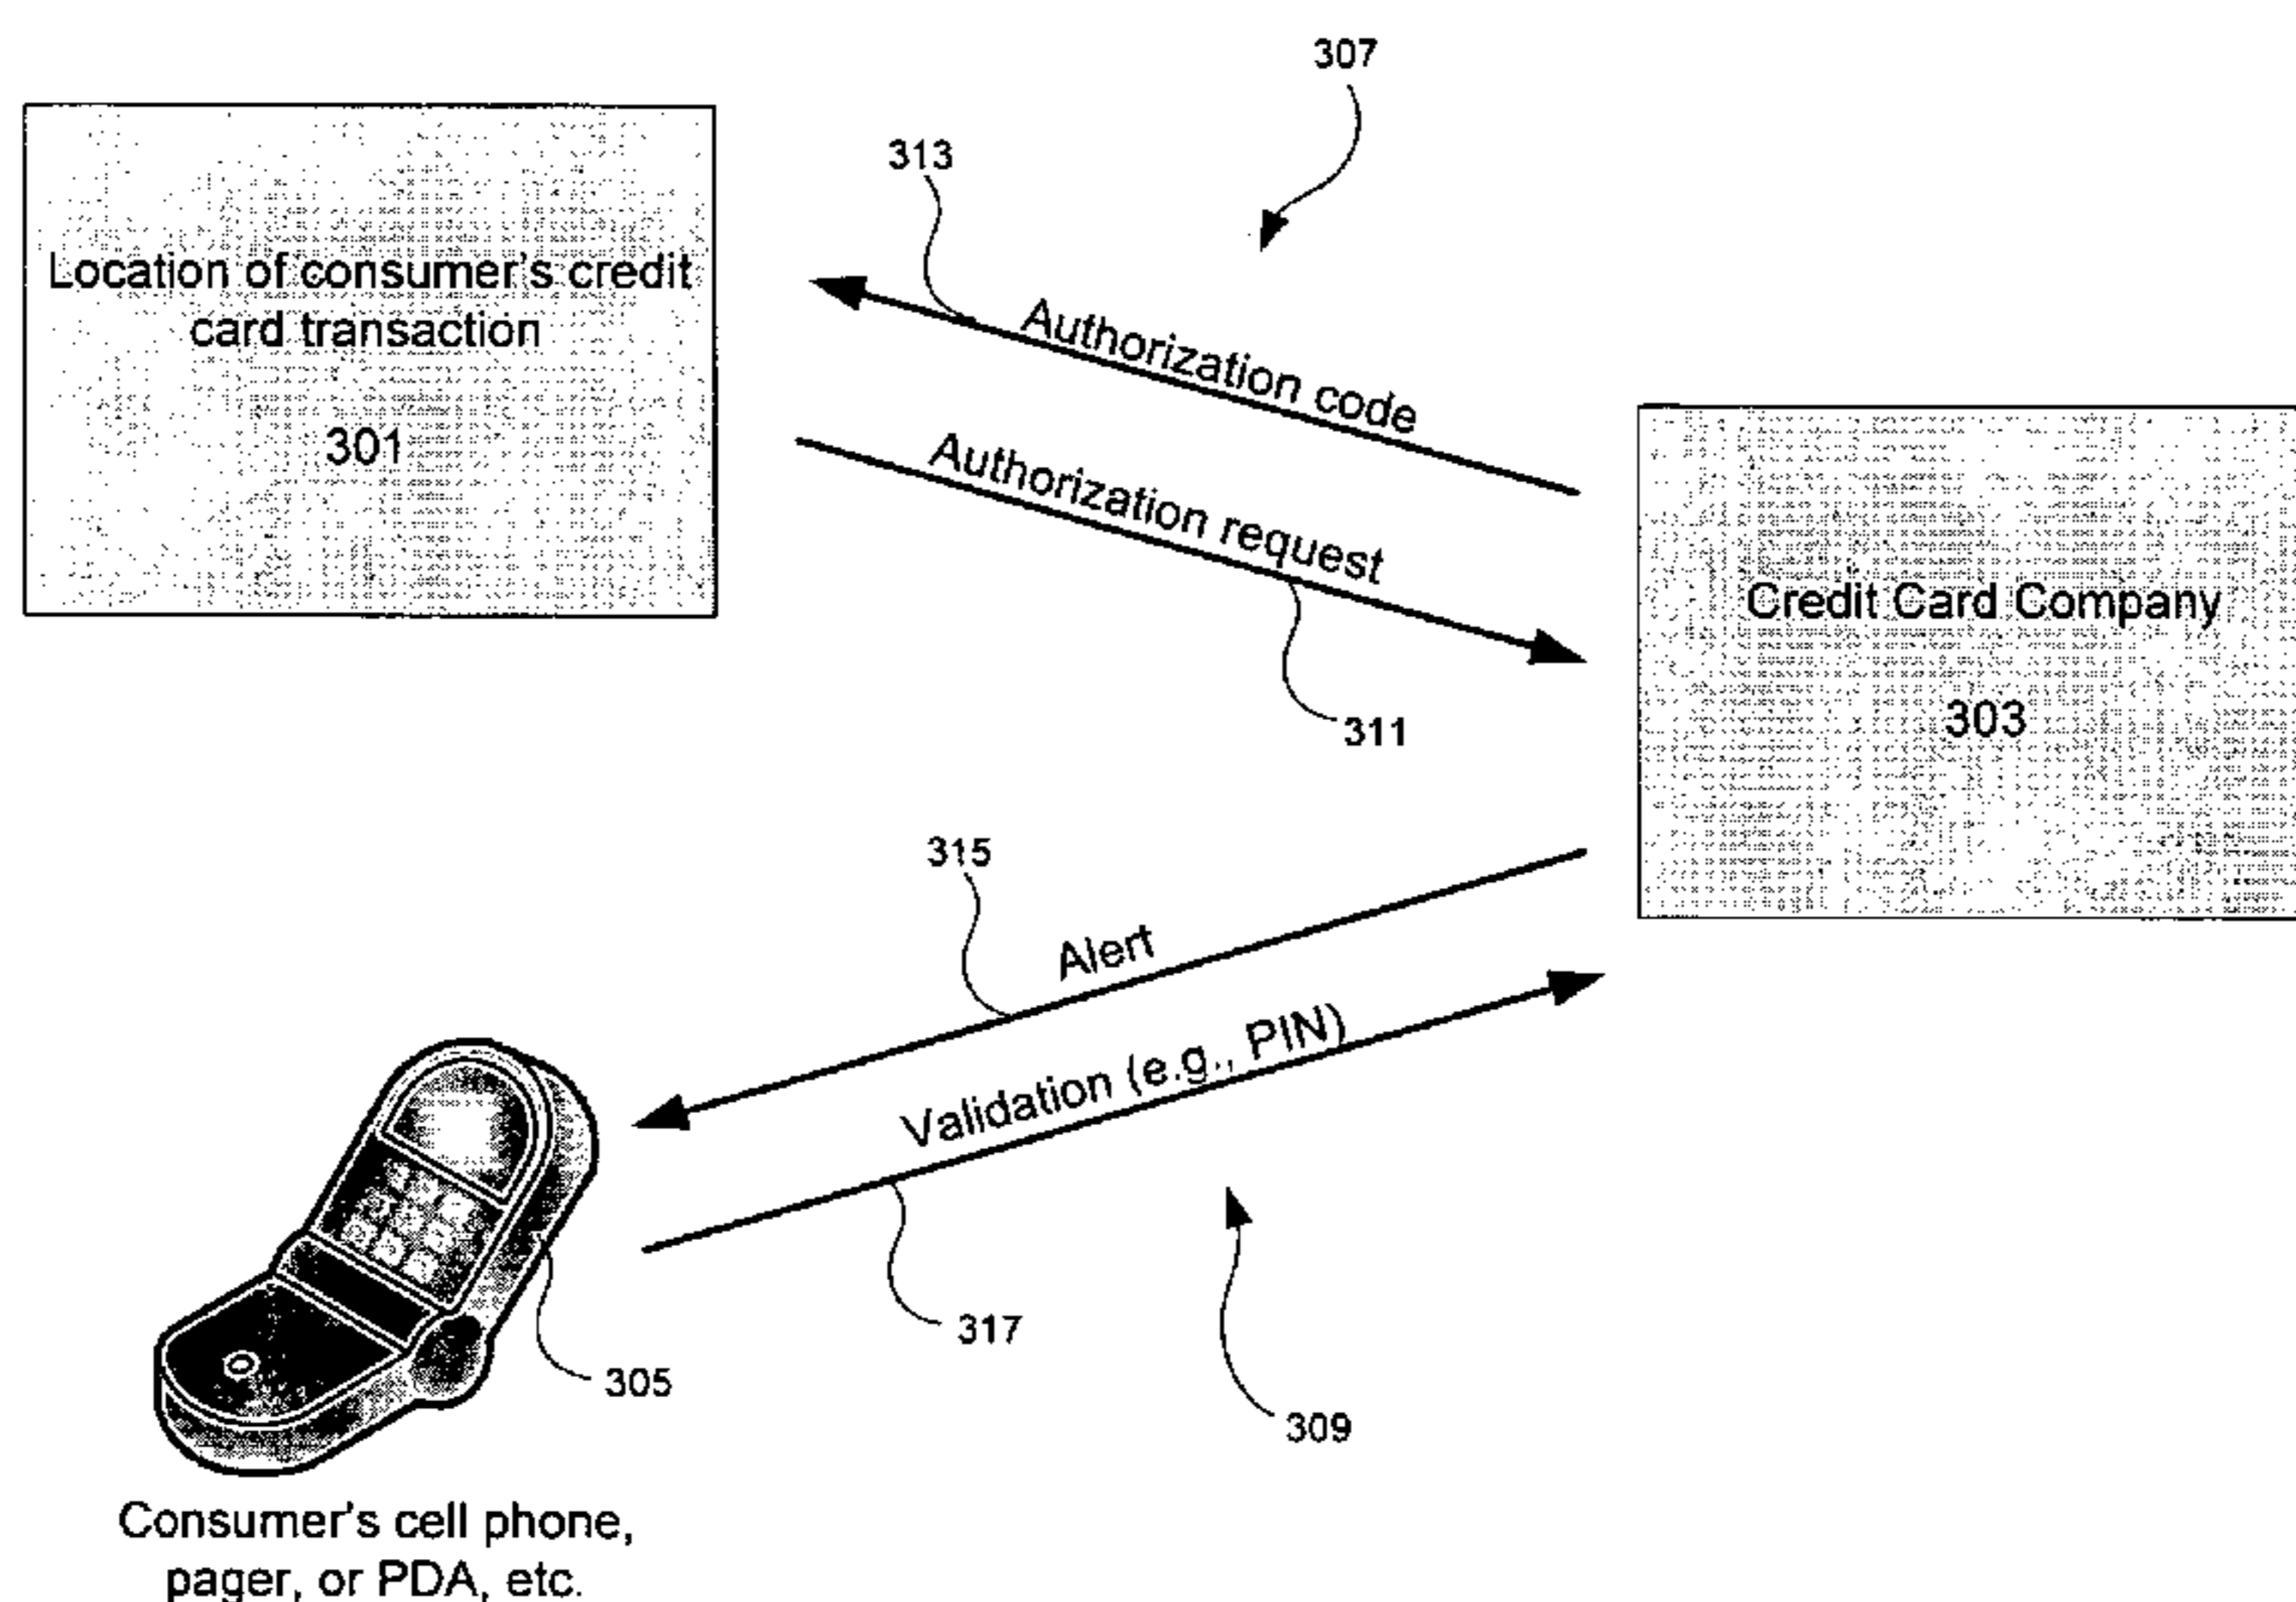 307
313
Location of consumer's credit
card transaction
301
Authorization code
Authorization request
311
Credit Card Company
303
315
Alert
Validation (e.g., PIN)
317
305
309
Consumer's cell phone,
pager, or PDA, etc.